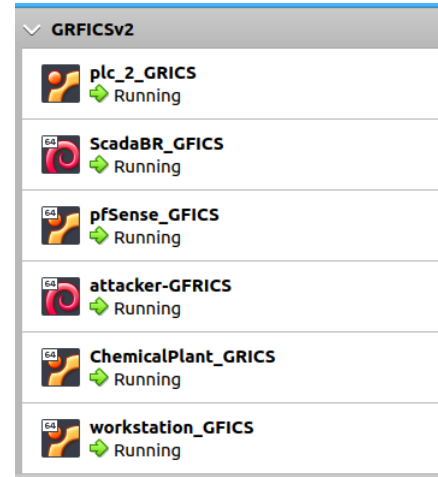 GRFICSv2
plc_2_GRICS
Running
64
ScadaBR_GFICS
Running
64
pfSense_GFICS
Running
64
attacker-GFRICS
Running
64
ChemicalPlant_GRICS
Running
64
workstation_GFICS
Running